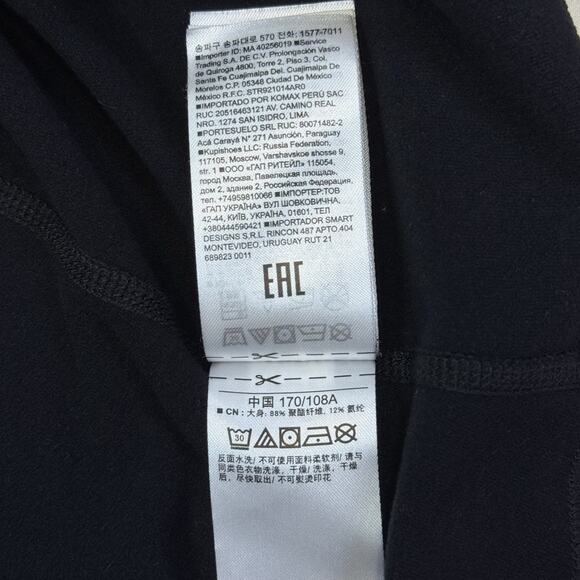 송파구 송파대로 570 전화: 1577-7011
■Importer ID: MA 40256019 ■Service
Trading S.A. DE C.V. Prolongación Vasco
de Quiroga 4800, Torre 2, Piso 3, Col.
Santa Fe Cuajimalpa Del. Cuajimalpa de
Morelos C.P. 05348 Ciudad De México
México R.F.C. STR921014AR0
■IMPORTADO POR KOMAX PERÚ SAC
RUC 20516463121 AV. CAMINO REAL
NRO. 1274 SAN ISIDRO, LIMA
■PORTESUELO SRL RUC: 80071482-2
Acá Carayá N° 271 Asunción, Paraguay
■Kupishoes LLC: Russia Federation,
117105, Moscow, Varshavskoe shosse 9,
str. 1 ■ООО «ГАП РИТЕЙЛ» 115054,
город Москва, Павелецкая площадь,
дом 2, здание 2, Российская Федерация,
тел. +74959810066 ■ИМПОРТЕР:ТОВ
«ГАП УКРАЇНА» ВУЛ ШОВКОВИЧНА,
42-44, КИЇВ, УКРАЇНА, 01601, ТЕЛ
+380444590421 ■IMPORTADOR SMART
DESIGNS S.R.L. RINCON 487 APTO.404
MONTEVIDEO, URUGUAY RUT 21
689823 0011
EAC
中国 170/108A
■ CN：大身: 88% 聚酯纤维, 12% 氨纶
30
反面水洗/ 不可使用面料柔软剂/ 请与
同类色衣物洗涤，干燥/ 洗涤，干燥
后，尽快取出/ 不可熨烫印花